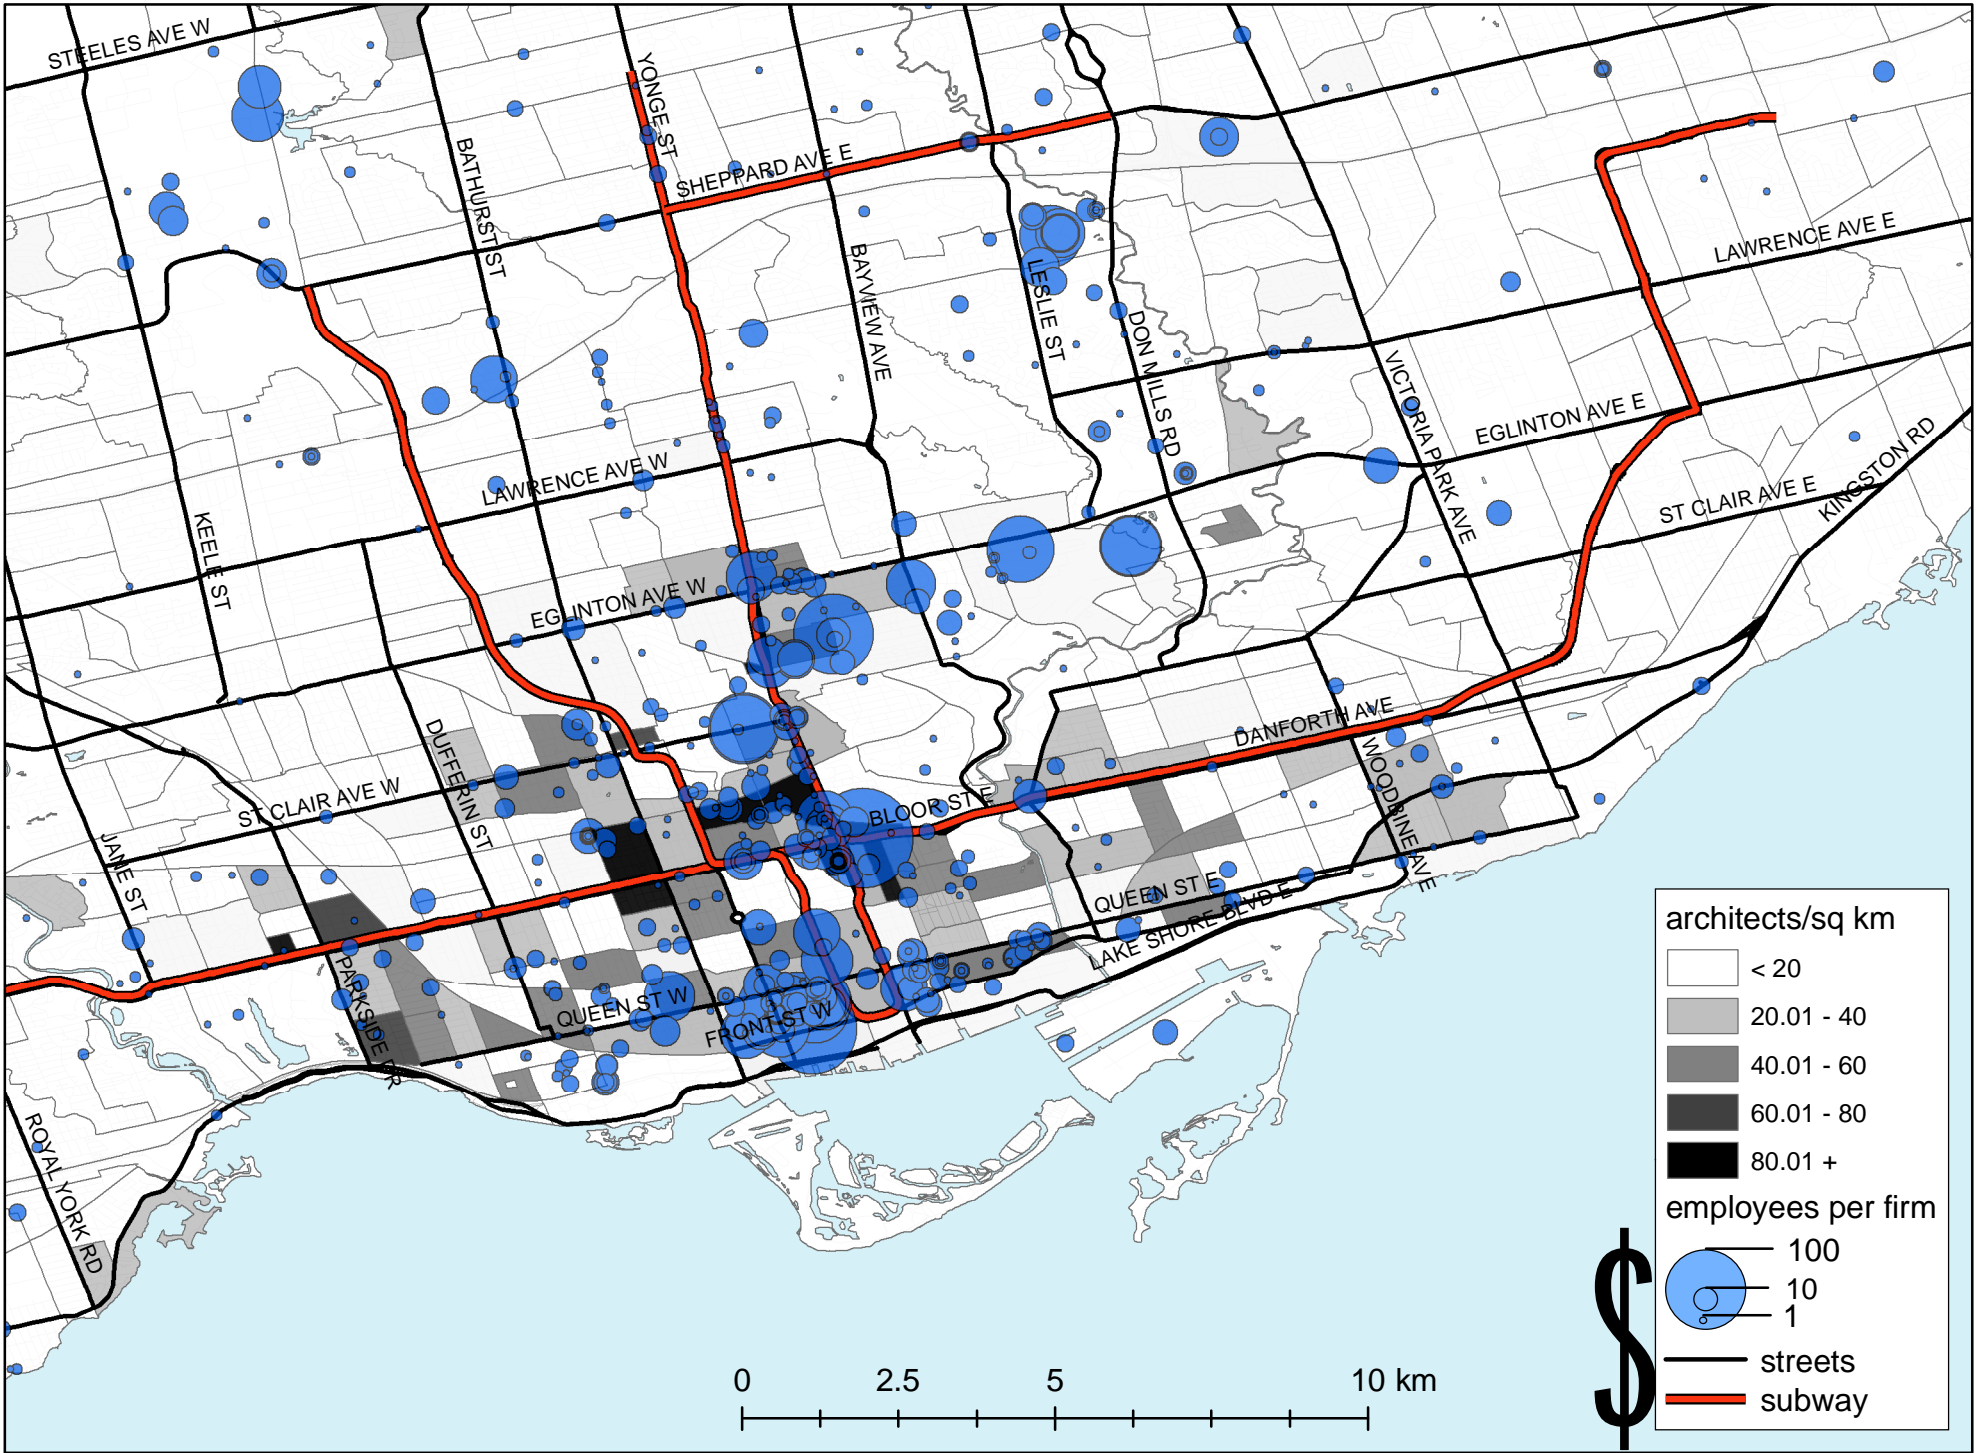 STEELES AVE W
YONGE ST
BATHURSTST
SHEPPARD AVE E
BAYVIEW AVE
LESLIE ST
DON MILLS RD
LAWRENCE AVE E
VICTORIA PARK AVE
EGLINTON AVE E
KINGSTON RD
ST CLAIR AVE E
LAWRENCE AVE W
KEELE ST
EGLINTON AVE W
DUFFERIN ST
ST CLAIR AVE W
JANE ST
BLOOR ST E
DANFORTH AVE
WOODBINE AVE
QUEEN ST E
LAKE SHORE BLVD E
PARKSIDE DR
QUEEN ST W
FRONT ST W
ROYAL YORK RD
architects/sq km
< 20
20.01 - 40
40.01 - 60
60.01 - 80
80.01 +
employees per firm
100
10
1
streets
subway
$
0 2.5 5 10 km